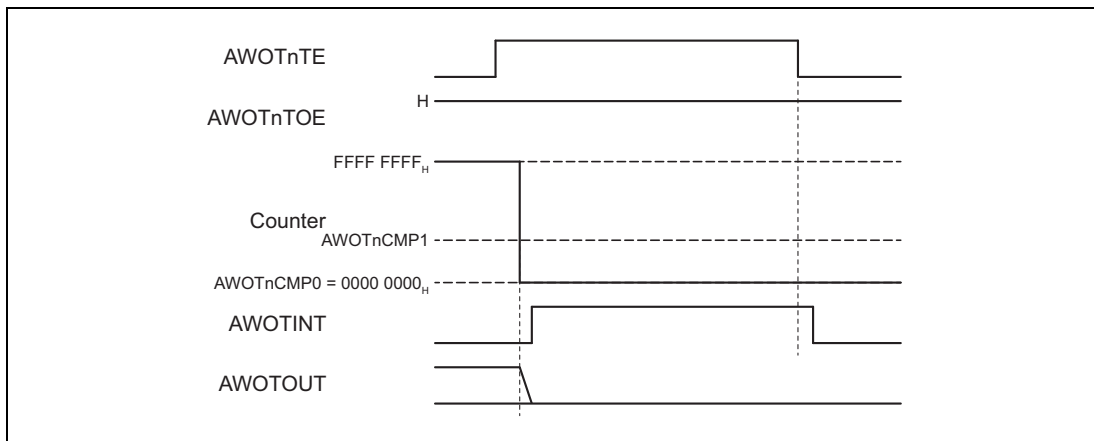 AWOTnTE
H
AWOTnTOE
FFFF FFFFH
Counter
AWOTnCMP1
AWOTnCMP0 = 0000 0000H
AWOTINT
AWOTOUT